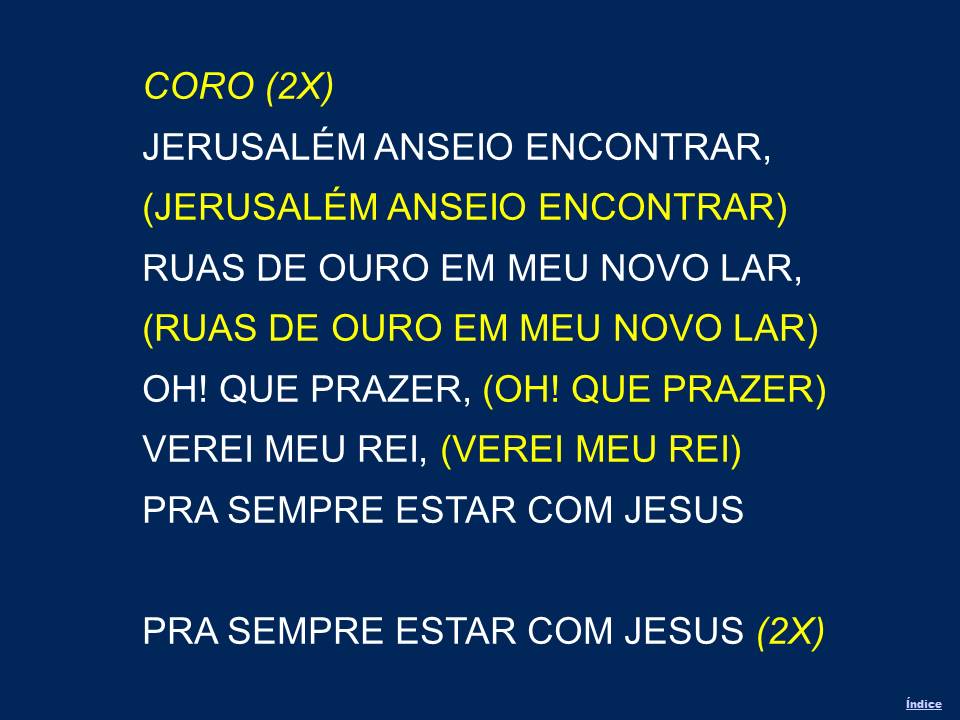 CORO (2X)
JERUSALÉM ANSEIO ENCONTRAR,
(JERUSALÉM ANSEIO ENCONTRAR)
RUAS DE OURO EM MEU NOVO LAR,
(RUAS DE OURO EM MEU NOVO LAR)
OH! QUE PRAZER, (OH! QUE PRAZER)
VEREI MEU REI, (VEREI MEU REI)
PRA SEMPRE ESTAR COM JESUS
PRA SEMPRE ESTAR COM JESUS (2X)
Índice